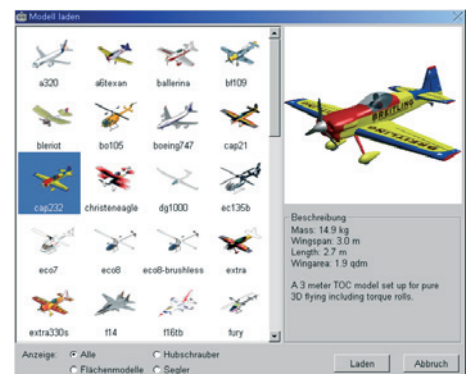 Modell laden
a320 a6texan ballerina bf109
bleriot bo105 boeing747 cap21
cap232 christeneagle dg1000 ec135b
eco7 eco8 eco8-brushless extra
extra330s f14 f16tb fury
BREITLING
BREITLING
Beschreibung
Mass: 14.9 kg
Wingspan: 3.0 m
Length: 2.7 m
Wingarea: 1.9 qdm
A 3 meter TOC model set up for pure
3D flying including torque rolls.
Anzeige: Alle Hubschrauber
Flächenmodelle Segler
Laden Abbruch